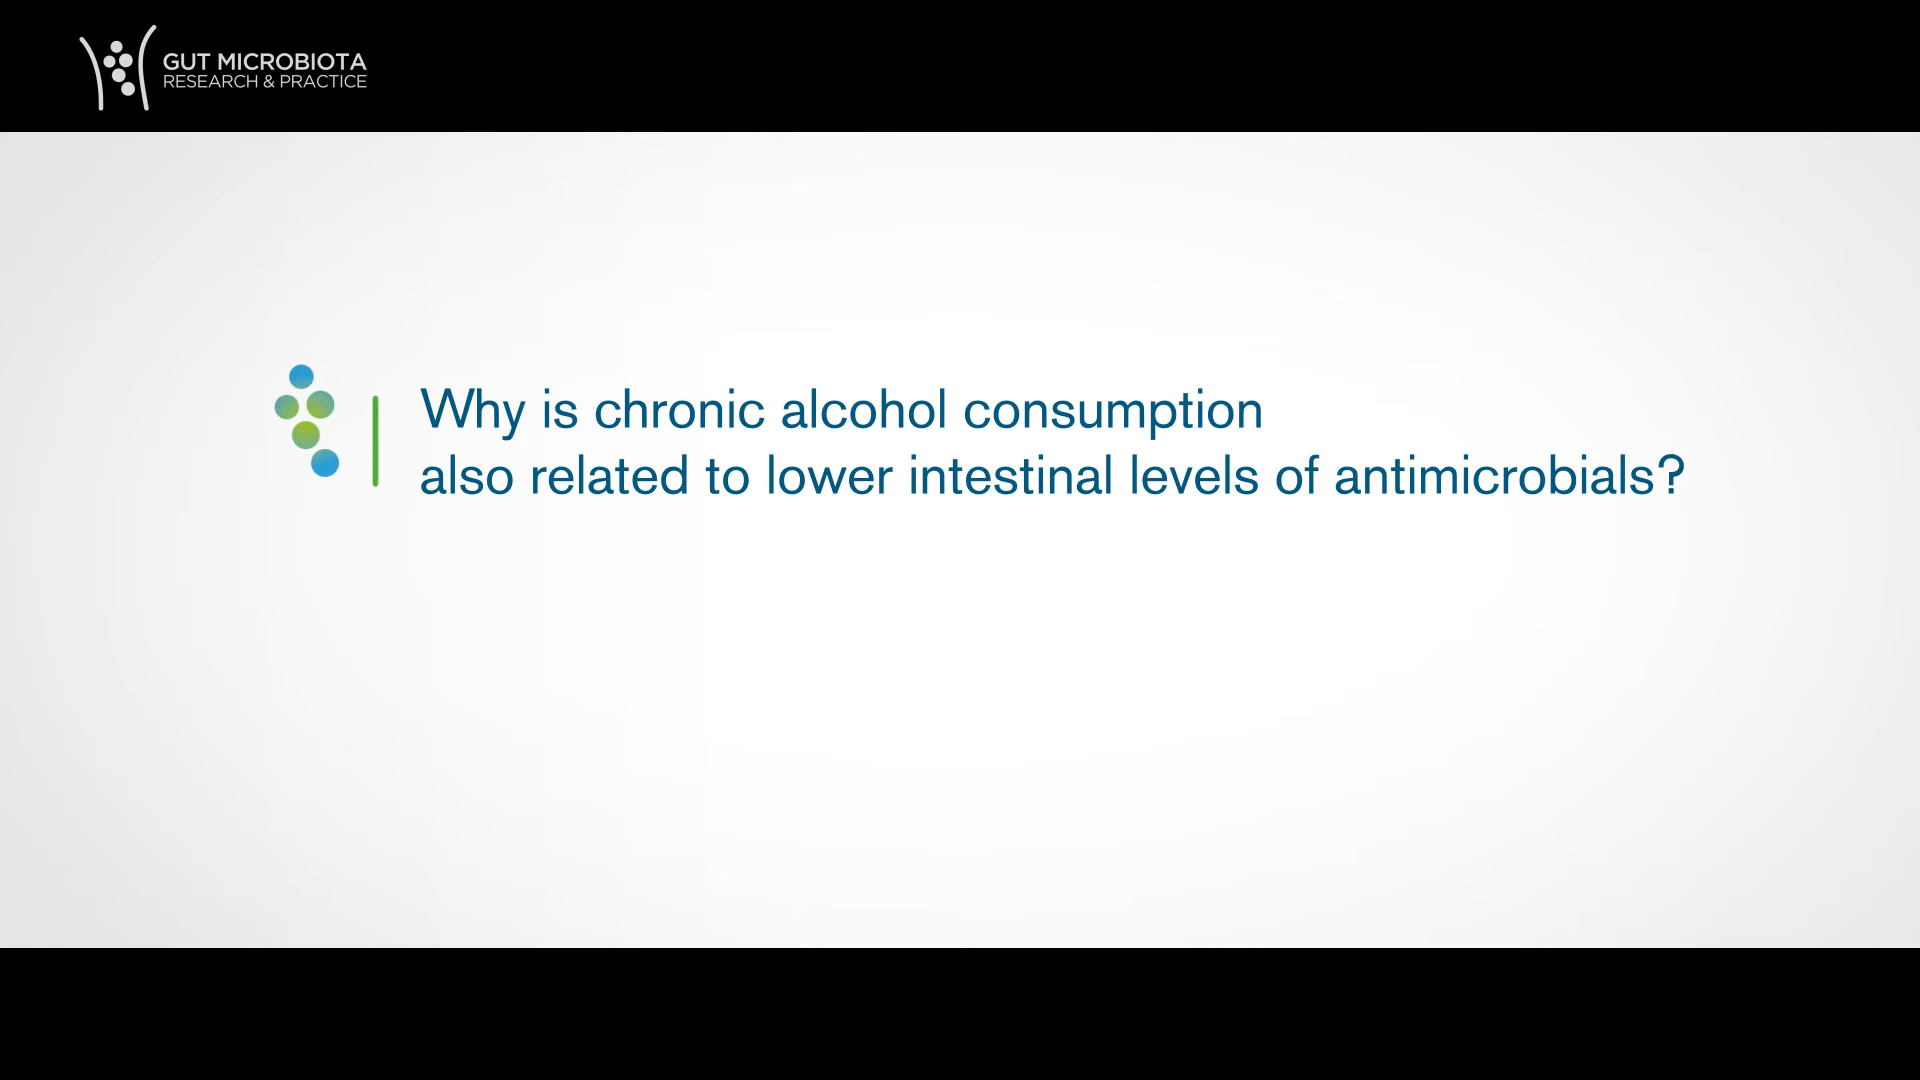 GUT MICROBIOTA
RESEARCH & PRACTICE
Why is chronic alcohol consumption
also related to lower intestinal levels of antimicrobials?